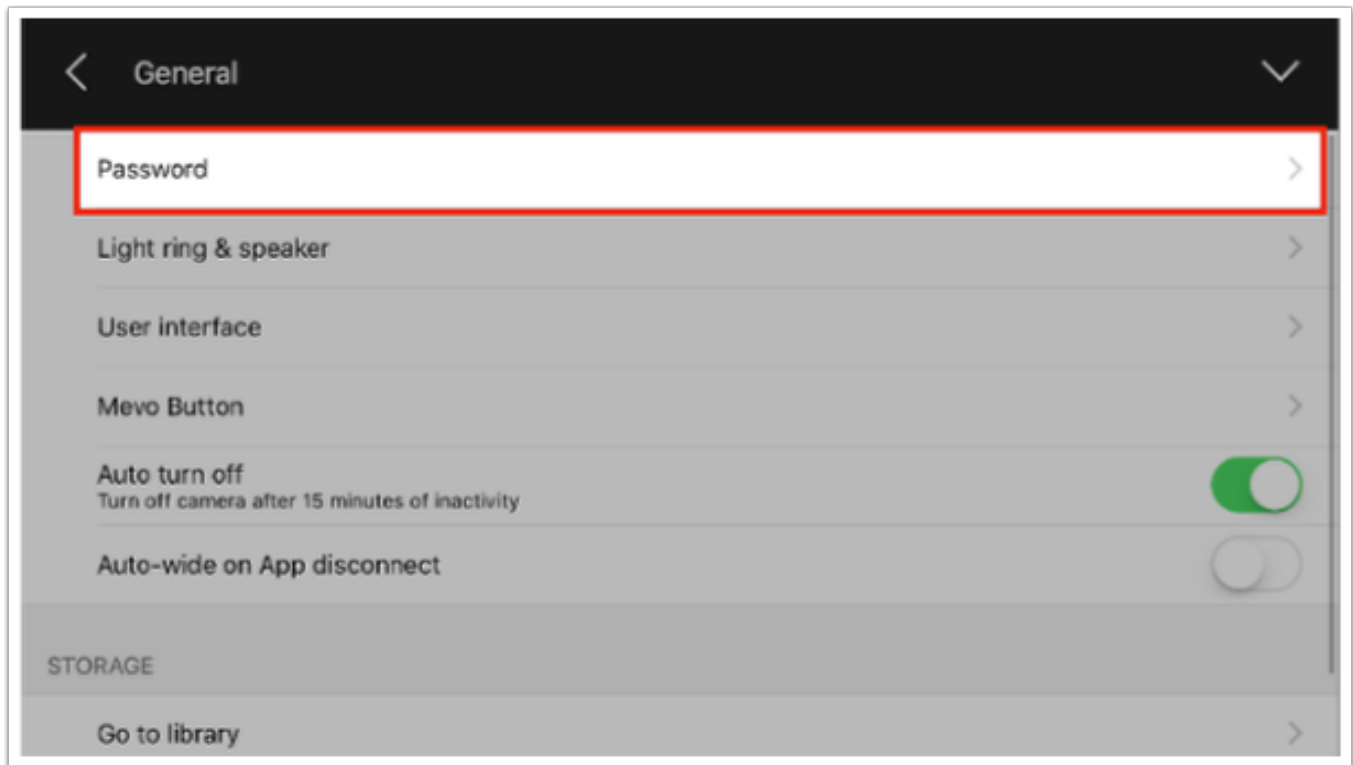 General
Password
Light ring & speaker
User interface
Mevo Button
Auto turn off
Turn off camera after 15 minutes of inactivity
Auto-wide on App disconnect
STORAGE
Go to library